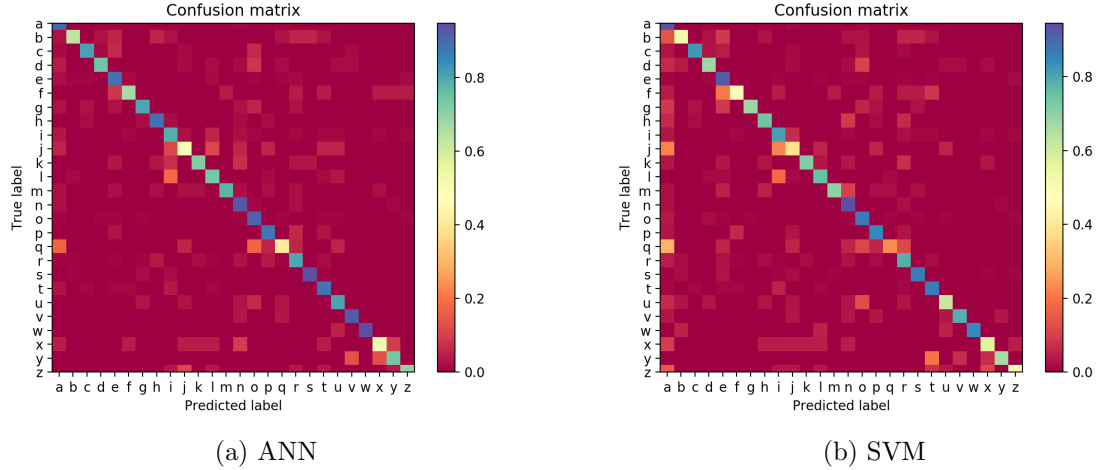 Confusion matrix
True label
a
b
c
d
e
f
g
h
i
j
k
l
m
n
o
p
q
r
s
t
u
v
w
x
y
z
a b c d e f g h i j k l m n o p q r s t u v w x y z
Predicted label
0.8
0.6
0.4
0.2
0.0
(a) ANN
Confusion matrix
True label
a
b
c
d
e
f
g
h
i
j
k
l
m
n
o
p
q
r
s
t
u
v
w
x
y
z
a b c d e f g h i j k l m n o p q r s t u v w x y z
Predicted label
0.8
0.6
0.4
0.2
0.0
(b) SVM